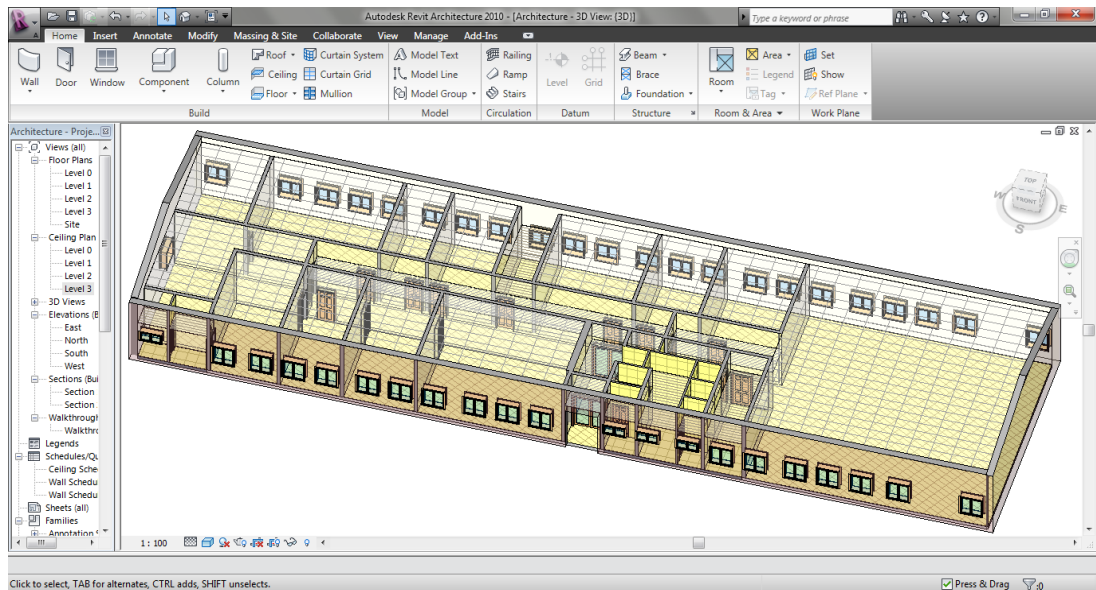 Autodesk Revit Architecture 2010 - [Architecture - 3D View: {3D}]
Type a keyword or phrase
Home Insert Annotate Modify Massing & Site Collaborate View Manage Add-Ins
Wall Door Window Component Column
Roof Curtain System
Ceiling Curtain Grid
Floor Mullion
Model Text
Model Line
Model Group
Railing
Ramp
Stairs
Level Grid
Beam
Brace
Foundation
Room
Area
Legend
Tag
Set
Show
Ref Plane
Build Model Circulation Datum Structure Room & Area Work Plane
Architecture - Proje...
Views (all)
Floor Plans
Level 0
Level 1
Level 2
Level 3
Site
Ceiling Plan
Level 0
Level 1
Level 2
Level 3
3D Views
Elevations (B
East
North
South
West
Sections (Bui
Section
Section
Walkthrough
Walkthro
Legends
Schedules/Qu
Ceiling Sche
Wall Schedu
Wall Schedu
Sheets (all)
Families
Annotation S
TOP
FRONT
W
E
S
1 : 100
Click to select, TAB for alternates, CTRL adds, SHIFT unselects.
Press & Drag
:0